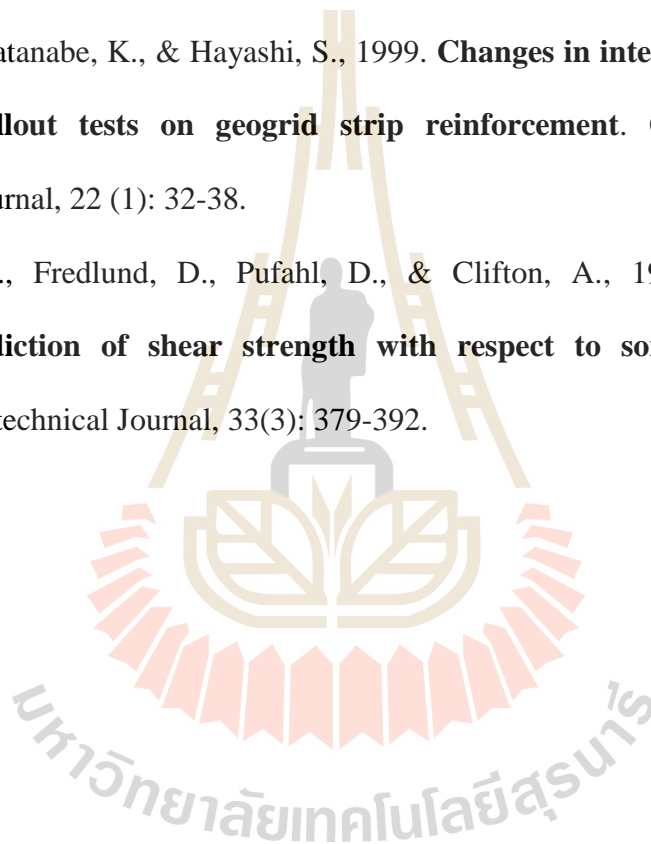 atanabe, K., & Hayashi, S., 1999. Changes in inte
llout tests on geogrid strip reinforcement.
urnal, 22 (1): 32-38.
., Fredlund, D., Pufahl, D., & Clifton, A., 19
diction of shear strength with respect to so
technical Journal, 33(3): 379-392.
มหาวิทยาลัยเทคโนโลยีสุรนารี